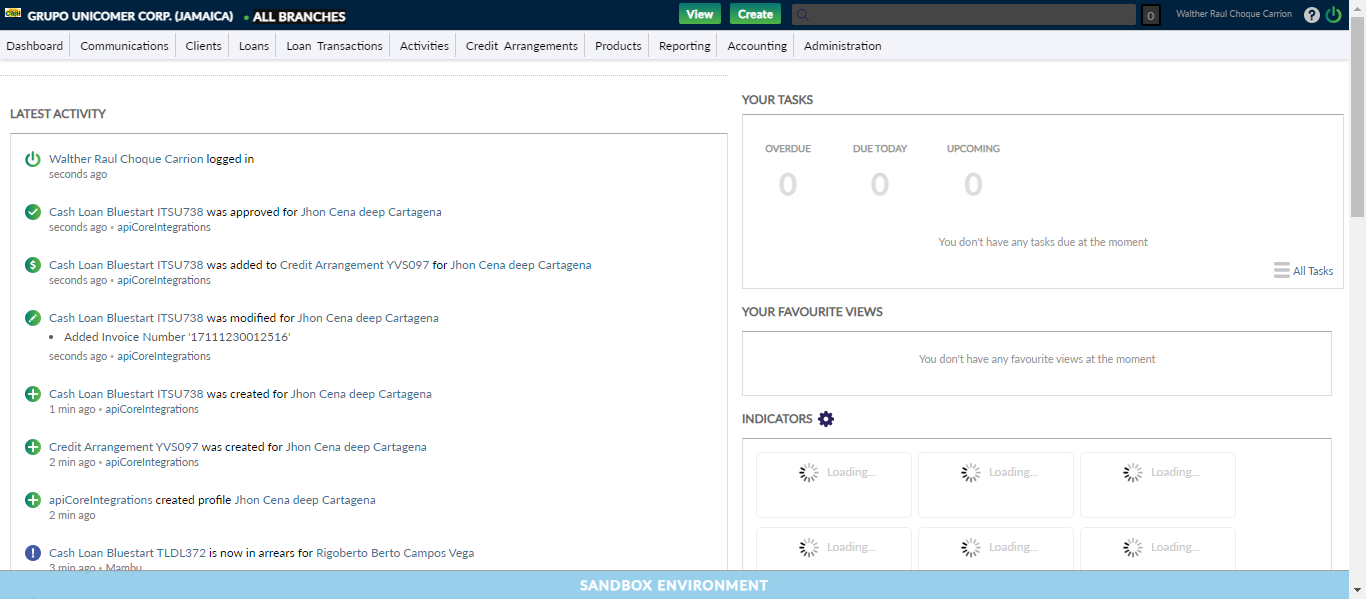 GRUPO UNICOMER CORP. (JAMAICA) • ALL BRANCHES
View
Create
0
Walther Raul Choque Carrion
?
Dashboard
Communications
Clients
Loans
Loan Transactions
Activities
Credit Arrangements
Products
Reporting
Accounting
Administration
LATEST ACTIVITY
Walther Raul Choque Carrion logged in
seconds ago
Cash Loan Bluestart ITSU738 was approved for Jhon Cena deep Cartagena
seconds ago • apiCoreIntegrations
Cash Loan Bluestart ITSU738 was added to Credit Arrangement YVS097 for Jhon Cena deep Cartagena
seconds ago • apiCoreIntegrations
Cash Loan Bluestart ITSU738 was modified for Jhon Cena deep Cartagena
• Added Invoice Number '17111230012516'
seconds ago • apiCoreIntegrations
Cash Loan Bluestart ITSU738 was created for Jhon Cena deep Cartagena
1 min ago • apiCoreIntegrations
Credit Arrangement YVS097 was created for Jhon Cena deep Cartagena
2 min ago • apiCoreIntegrations
apiCoreIntegrations created profile Jhon Cena deep Cartagena
2 min ago
Cash Loan Bluestart TLDL372 is now in arrears for Rigoberto Berto Campos Vega
3 min ago • Mambu
YOUR TASKS
OVERDUE
DUE TODAY
UPCOMING
0
0
0
You don't have any tasks due at the moment
All Tasks
YOUR FAVOURITE VIEWS
You don't have any favourite views at the moment
INDICATORS
Loading...
Loading...
Loading...
Loading...
Loading...
Loading...
SANDBOX ENVIRONMENT